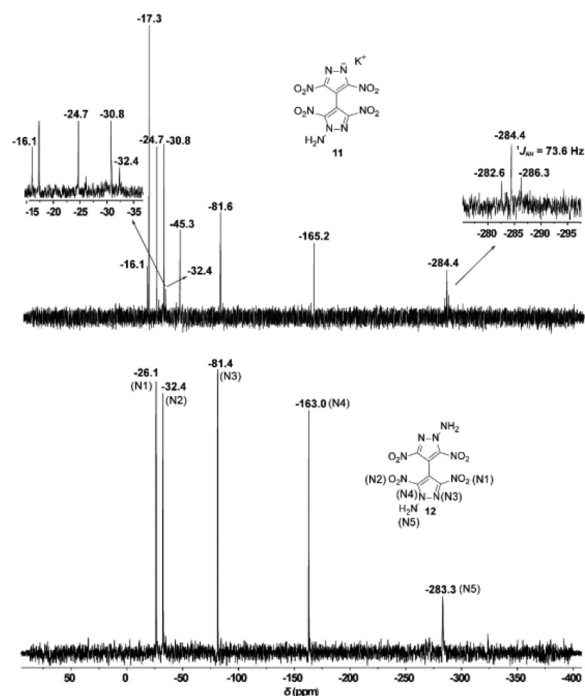 -17.3
N N K+
O2N NO2
O2N NO2
N N
H2N
11
-24.7 -30.8
-16.1
-32.4
-15 -20 -25 -30 -35
-24.7 -30.8
-45.3
-81.6
-16.1
-32.4
-165.2
-284.4
-284.4
1JNH = 73.6 Hz
-282.6
-286.3
-280 -285 -290 -295
-26.1
(N1)
-32.4
(N2)
-81.4
(N3)
-163.0 (N4)
NH2
N N
O2N NO2
(N2) O2N NO2 (N1)
(N4) N N(N3)
H2N 12
(N5)
-283.3 (N5)
50 0 -50 -100 -150 -200 -250 -300 -350 -400
δ (ppm)